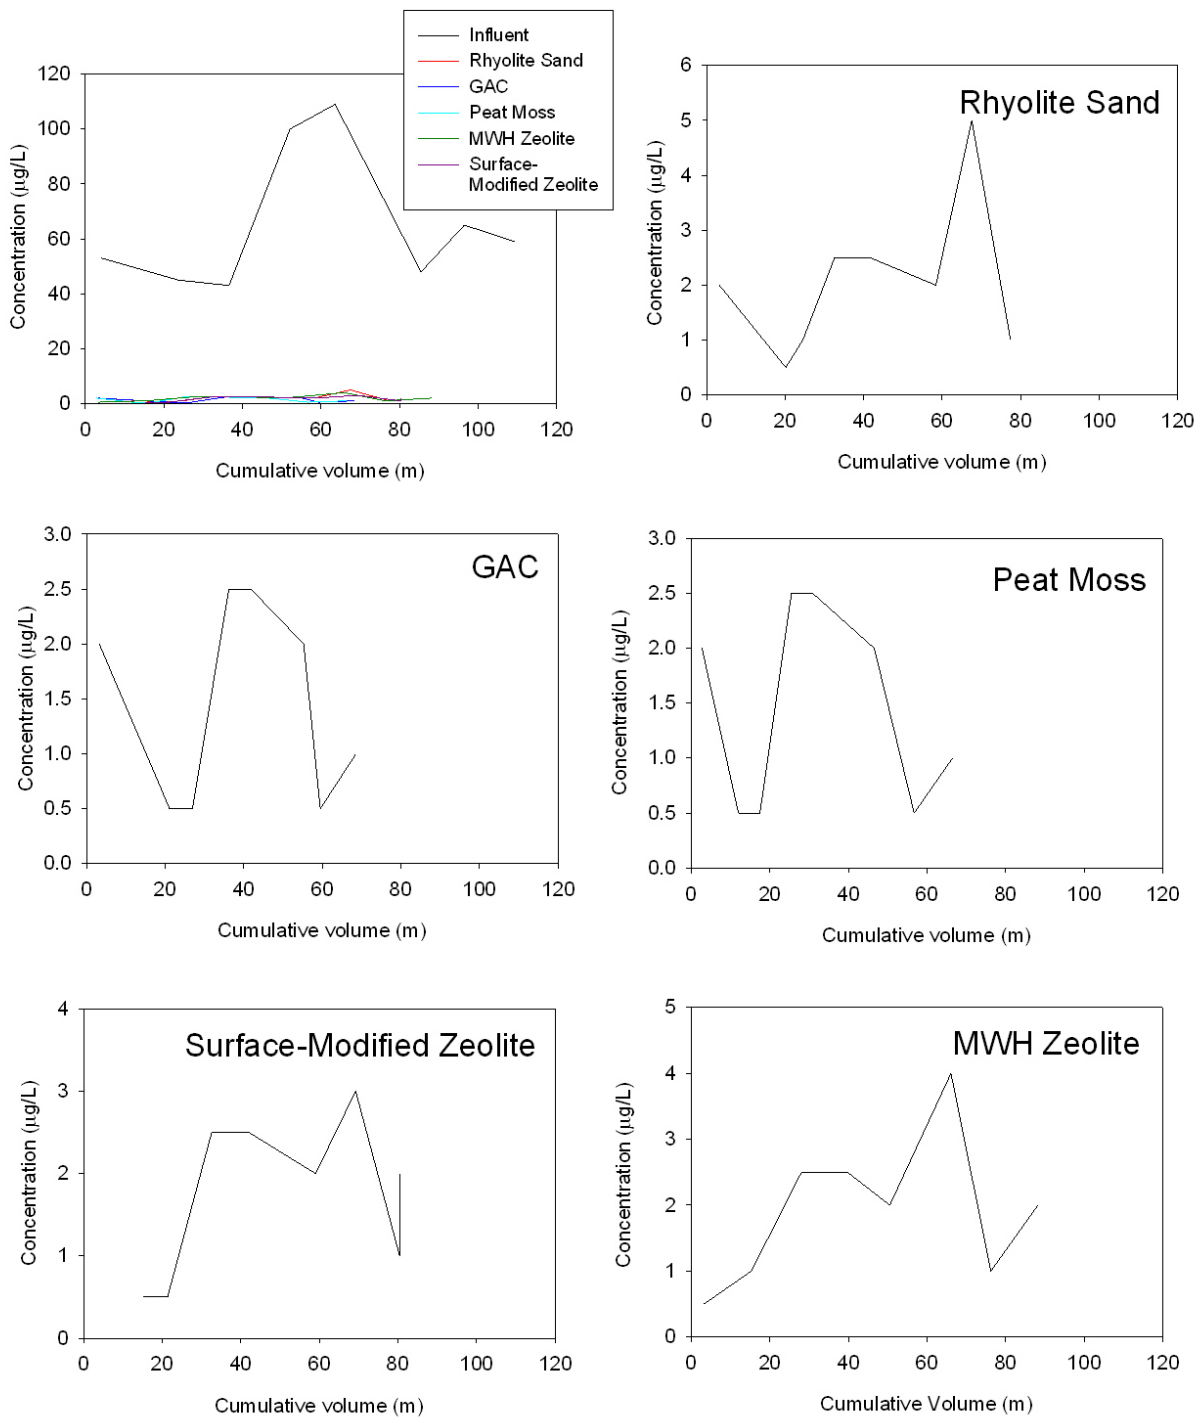 Influent
Rhyolite Sand
GAC
Peat Moss
MWH Zeolite
Surface-
Modified Zeolite
Concentration (µg/L)
120
100
80
60
40
20
0
0 20 40 60 80 100 120
Cumulative volume (m)
Rhyolite Sand
Concentration (µg/L)
6
5
4
3
2
1
0
0 20 40 60 80 100 120
Cumulative volume (m)
GAC
Concentration (µg/L)
3.0
2.5
2.0
1.5
1.0
0.5
0.0
0 20 40 60 80 100 120
Cumulative volume (m)
Peat Moss
Concentration (µg/L)
3.0
2.5
2.0
1.5
1.0
0.5
0.0
0 20 40 60 80 100 120
Cumulative volume (m)
Surface-Modified Zeolite
Concentration (µg/L)
4
3
2
1
0
0 20 40 60 80 100 120
Cumulative volume (m)
MWH Zeolite
Concentration (µg/L)
5
4
3
2
1
0
0 20 40 60 80 100 120
Cumulative Volume (m)